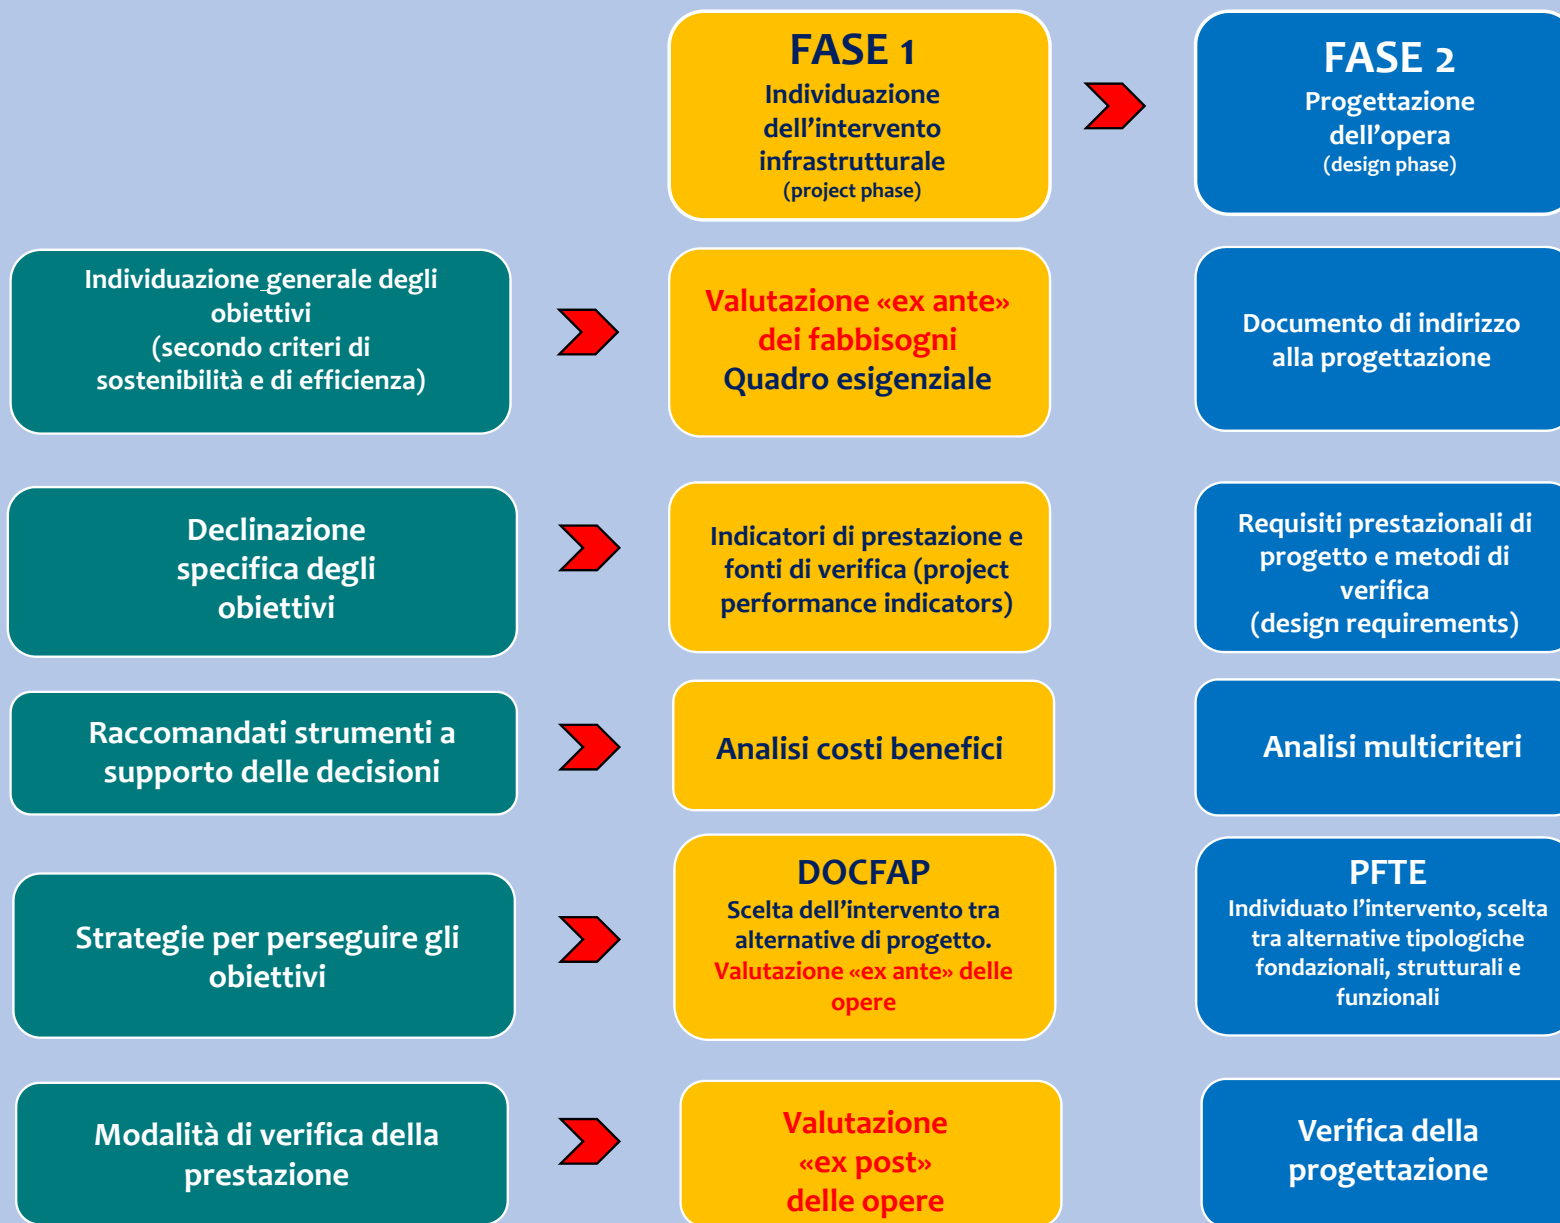 FASE 1
Individuazione
dell’intervento
infrastrutturale
(project phase)
FASE 2
Progettazione
dell’opera
(design phase)
Individuazione generale degli
obiettivi
(secondo criteri di
sostenibilità e di efficienza)
Valutazione «ex ante»
dei fabbisogni
Quadro esigenziale
Documento di indirizzo
alla progettazione
Declinazione
specifica degli
obiettivi
Indicatori di prestazione e
fonti di verifica (project
performance indicators)
Requisiti prestazionali di
progetto e metodi di
verifica
(design requirements)
Raccomandati strumenti a
supporto delle decisioni
Analisi costi benefici
Analisi multicriteri
Strategie per perseguire gli
obiettivi
DOCFAP
Scelta dell’intervento tra
alternative di progetto.
Valutazione «ex ante» delle
opere
PFTE
Individuato l’intervento, scelta
tra alternative tipologiche
fondazionali, strutturali e
funzionali
Modalità di verifica della
prestazione
Valutazione
«ex post»
delle opere
Verifica della
progettazione